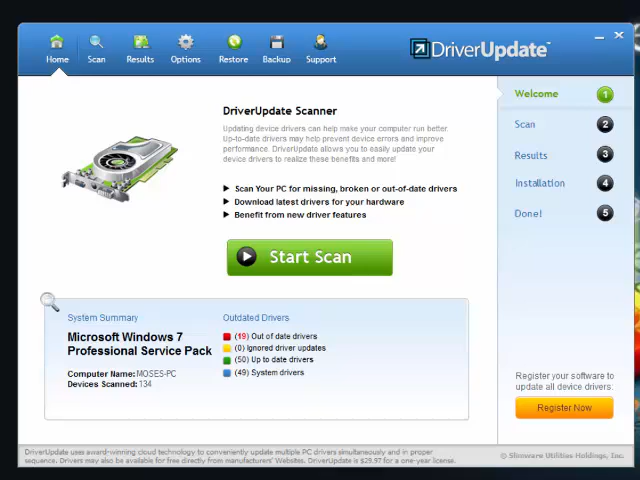 Home Scan Results Options Restore Backup Support
DriverUpdate™
DriverUpdate Scanner
Updating device drivers can help make your computer run better.
Up-to-date drivers may help prevent device errors and improve
performance. DriverUpdate allows you to easily update your
device drivers to realize these benefits and more!
Scan Your PC for missing, broken or out-of-date drivers
Download latest drivers for your hardware
Benefit from new driver features
Start Scan
System Summary
Microsoft Windows 7
Professional Service Pack
Computer Name: MOSES-PC
Devices Scanned: 134
Outdated Drivers
(19) Out of date drivers
(0) Ignored driver updates
(50) Up to date drivers
(49) System drivers
Welcome 1
Scan 2
Results 3
Installation 4
Done! 5
Register your software to
update all device drivers:
Register Now
DriverUpdate uses award-winning cloud technology to conveniently update multiple PC drivers simultaneously and in proper
sequence. Drivers may also be available for free directly from manufacturers' Websites. DriverUpdate is $29.97 for a one-year license.
© Slimware Utilities Holdings, Inc.